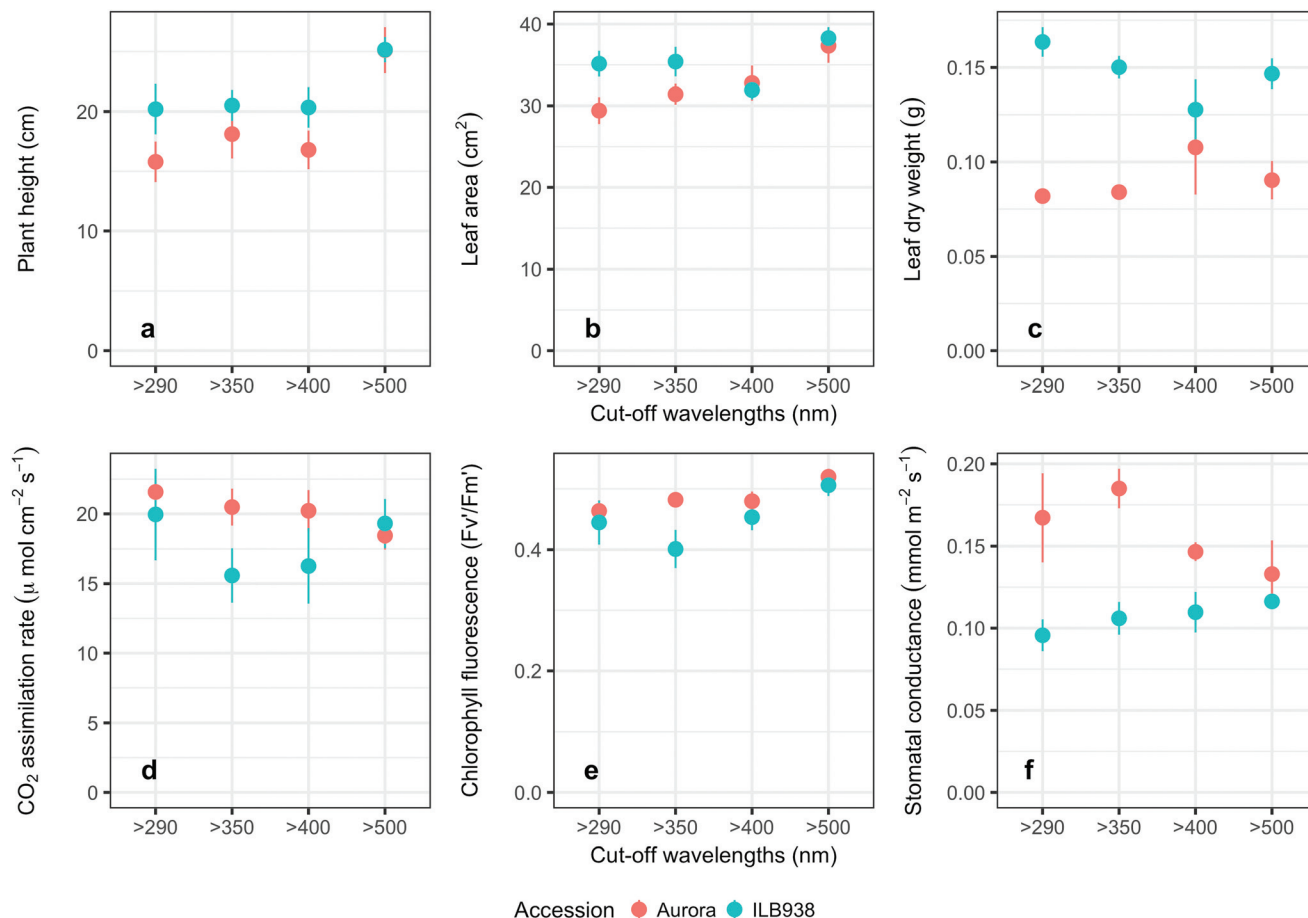 Plant height (cm)
20
10
0
a
>290 >350 >400 >500
Leaf area (cm²)
40
30
20
10
0
b
>290 >350 >400 >500
Cut-off wavelengths (nm)
Leaf dry weight (g)
0.15
0.10
0.05
0.00
c
>290 >350 >400 >500
CO₂ assimilation rate (μ mol cm⁻² s⁻¹)
20
15
10
5
0
d
>290 >350 >400 >500
Chlorophyll fluorescence (Fv'/Fm')
0.4
0.2
0.0
e
>290 >350 >400 >500
Cut-off wavelengths (nm)
Stomatal conductance (mmol m⁻² s⁻¹)
0.20
0.15
0.10
0.05
0.00
f
>290 >350 >400 >500
Accession Aurora ILB938